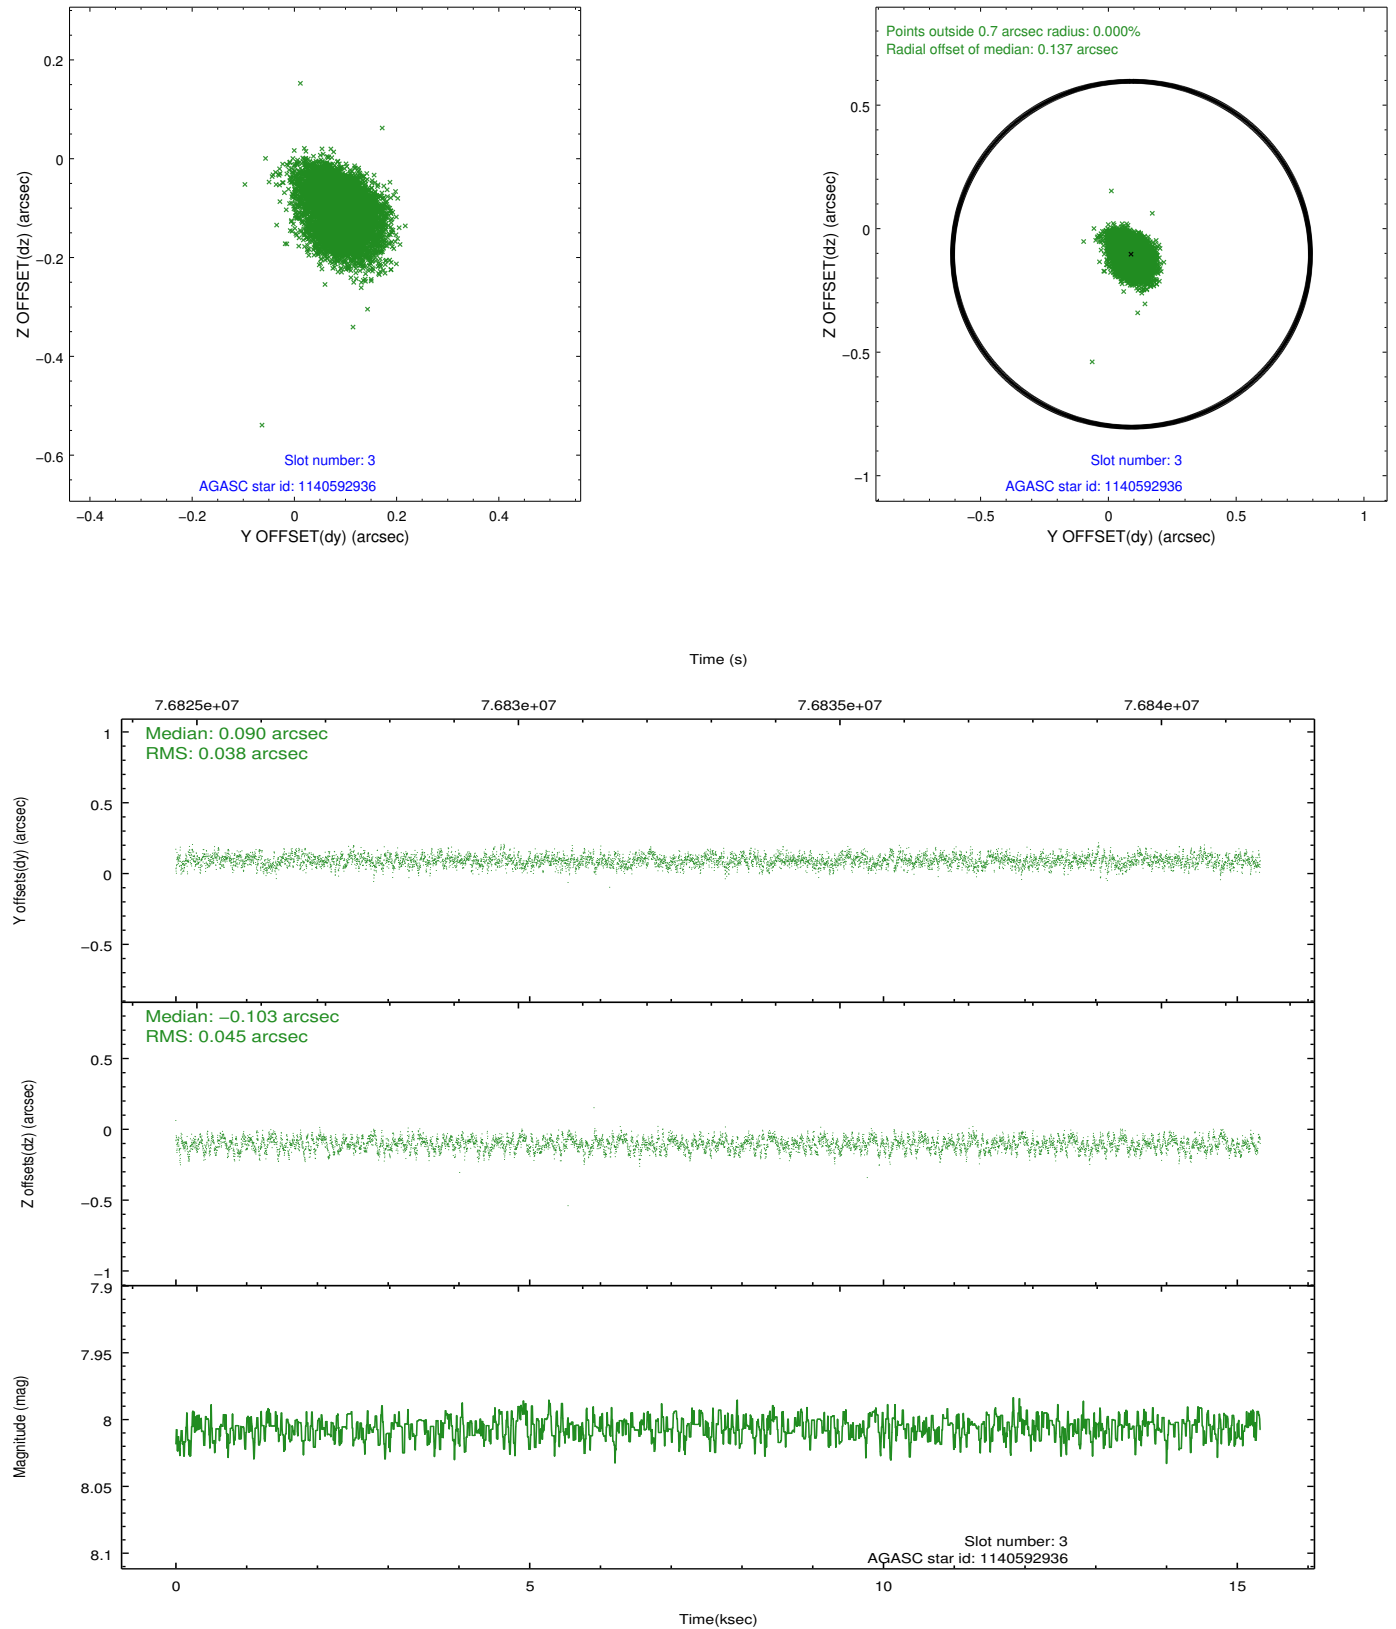 0.2
0
−0.2
−0.4
−0.6
Z OFFSET(dz) (arcsec)
Slot number: 3
AGASC star id: 1140592936
−0.4
−0.2
0
0.2
0.4
Y OFFSET(dy) (arcsec)
Points outside 0.7 arcsec radius: 0.000%
Radial offset of median: 0.137 arcsec
0.5
0
−0.5
−1
Z OFFSET(dz) (arcsec)
Slot number: 3
AGASC star id: 1140592936
−0.5
0
0.5
1
Y OFFSET(dy) (arcsec)
Time (s)
7.6825e+07
7.683e+07
7.6835e+07
7.684e+07
Median: 0.090 arcsec
RMS: 0.038 arcsec
1
0.5
0
−0.5
Y offsets(dy) (arcsec)
Median: −0.103 arcsec
RMS: 0.045 arcsec
0.5
0
−0.5
−1
Z offsets(dz) (arcsec)
7.9
7.95
8
8.05
8.1
Magnitude (mag)
Slot number: 3
AGASC star id: 1140592936
0
5
10
15
Time(ksec)